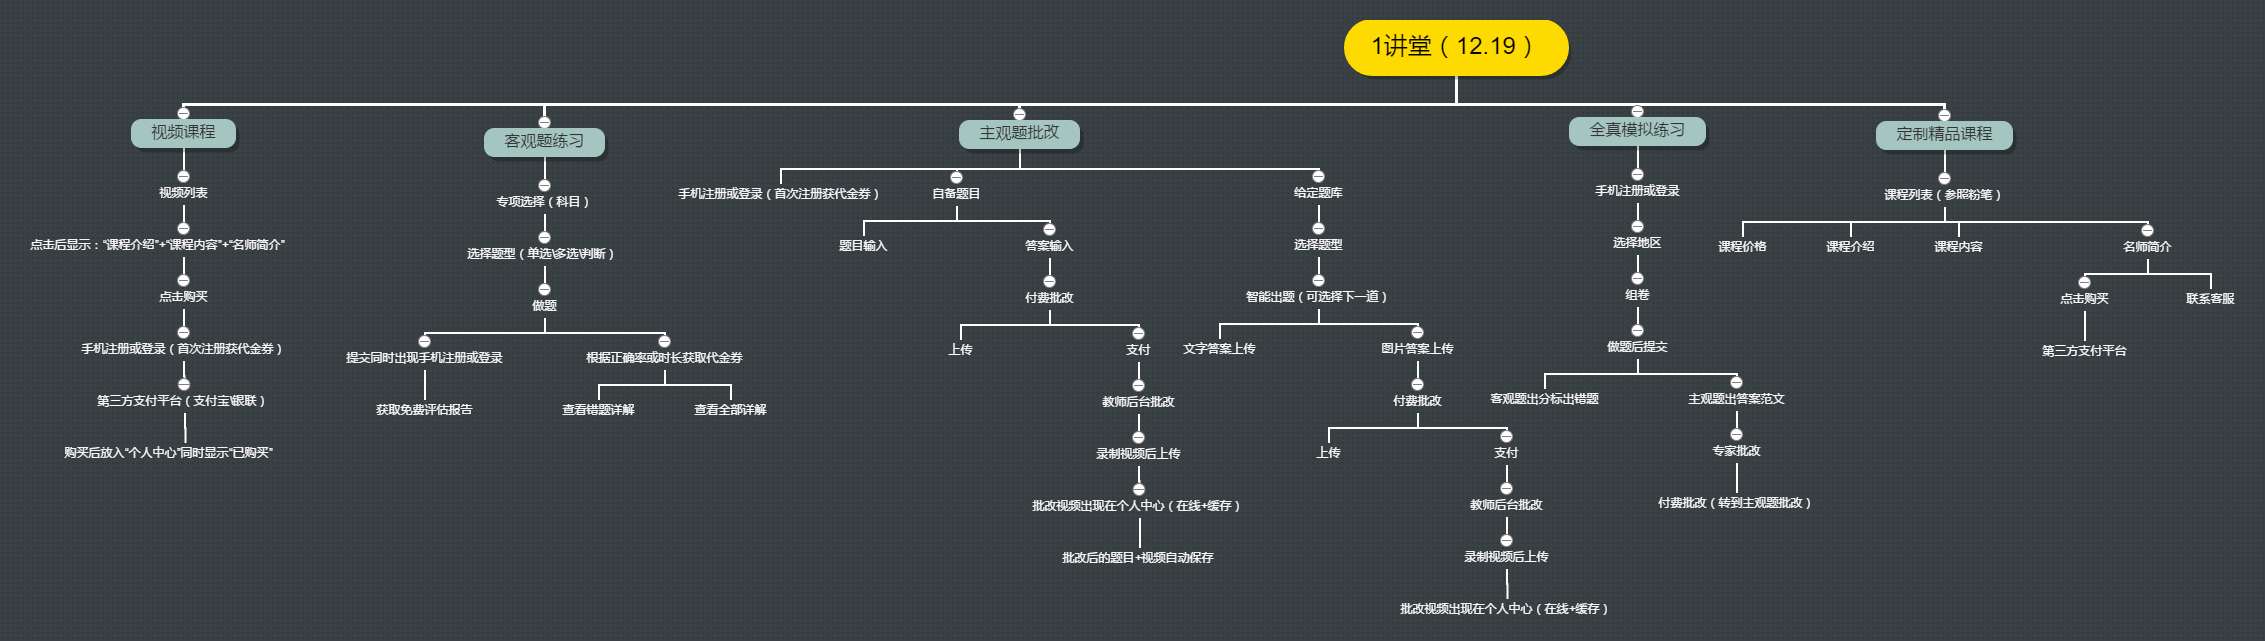 1讲堂（12.19）
视频课程
视频列表
点击后显示：“课程介绍”+“课程内容”+“名师简介”
点击购买
手机注册或登录（首次注册获代金券）
第三方支付平台（支付宝\银联）
购买后放入“个人中心”同时显示“已购买”
客观题练习
专项选择（科目）
选择题型（单选\多选\判断）
做题
提交同时出现手机注册或登录
获取免费评估报告
根据正确率或时长获取代金券
查看错题详解
查看全部详解
主观题批改
手机注册或登录（首次注册获代金券）
自备题目
题目输入
答案输入
付费批改
上传
支付
教师后台批改
录制视频后上传
批改视频出现在个人中心（在线+缓存）
批改后的题目+视频自动保存
给定题库
选择题型
智能出题（可选择下一道）
文字答案上传
图片答案上传
付费批改
上传
支付
教师后台批改
录制视频后上传
批改视频出现在个人中心（在线+缓存）
全真模拟练习
手机注册或登录
选择地区
组卷
做题后提交
客观题出分标出错题
主观题出答案范文
专家批改
付费批改（转到主观题批改）
定制精品课程
课程列表（参照粉笔）
课程价格
课程介绍
课程内容
名师简介
点击购买
第三方支付平台
联系客服